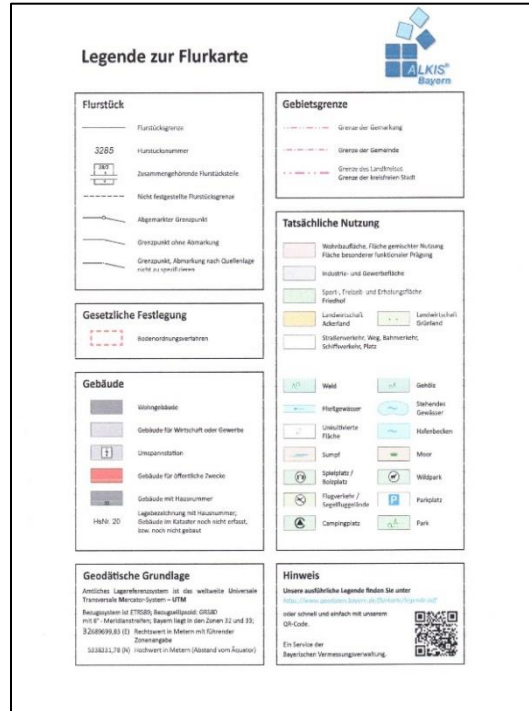 Legende zur Flurkarte
ALKIS®
Bayern
Flurstück
Flurstücksgrenze
3285
Flurstücksnummer
Zusammengehörende Flurstücksteile
Nicht festgestellte Flurstücksgrenze
Abgemarkter Grenzpunkt
Grenzpunkt ohne Abmarkung
Grenzpunkt, Abmarkung nach Quellenlage
nicht zu spezifizieren
Gesetzliche Festlegung
Bodenordnungsverfahren
Gebäude
Wohngebäude
Gebäude für Wirtschaft oder Gewerbe
Umspannstation
Gebäude für öffentliche Zwecke
Gebäude mit Hausnummer
HsNr. 20
Lagebezeichnung mit Hausnummer,
Gebäude im Kataster noch nicht erfasst,
bzw. noch nicht gebaut
Geodätische Grundlage
Amtliches Lagereferenzsystem ist das weltweite Universale
Transversale Mercator-System – UTM
Bezugssystem ist ETRS89; Bezugsellipsoid: GRS80
mit 6° - Meridianstreifen; Bayern liegt in den Zonen 32 und 33;
32689699,83 (E) Rechtswert in Metern mit führender
Zonenangabe
5338231,78 (N) Hochwert in Metern (Abstand vom Äquator)
Gebietsgrenze
Grenze der Gemarkung
Grenze der Gemeinde
Grenze des Landkreises
Grenze der kreisfreien Stadt
Tatsächliche Nutzung
Wohnbaufläche, Fläche gemischter Nutzung
Fläche besonderer funktionaler Prägung
Industrie- und Gewerbefläche
Sport-, Freizeit- und Erholungsfläche
Friedhof
Landwirtschaft
Ackerland
Landwirtschaft
Grünland
Straßenverkehr, Weg, Bahnverkehr,
Schiffverkehr, Platz
Wald
Gehölz
Fließgewässer
Stehendes
Gewässer
Unkultivierte
Fläche
Hafenbecken
Sumpf
Moor
Spielplatz /
Bolzplatz
Wildpark
Flugverkehr /
Segelfluggelände
P
Parkplatz
Campingplatz
Park
Hinweis
Unsere ausführliche Legende finden Sie unter
oder schnell und einfach mit unserem
QR-Code.
Ein Service der
Bayerischen Vermessungsverwaltung.